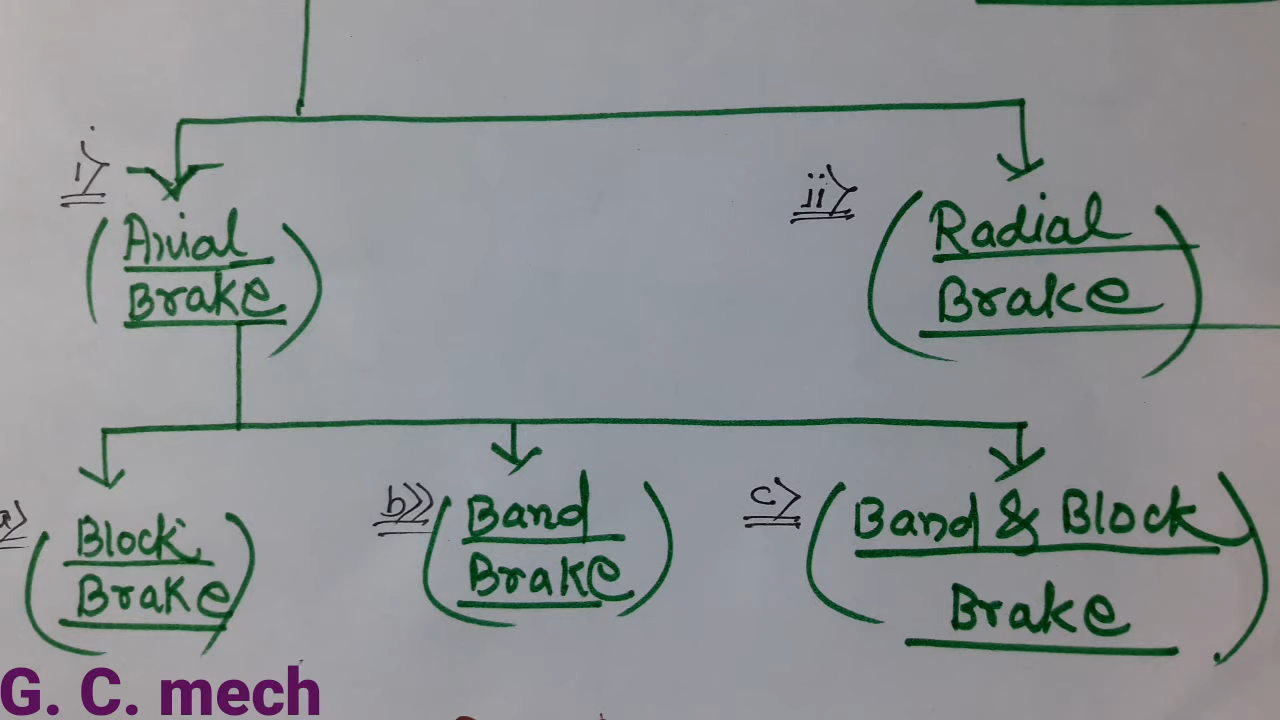 i>
Axial
Brake
ii>
Radial
Brake
a>
Block
Brake
b>>
Band
Brake
c>
Band & Block
Brake
G. C. mech